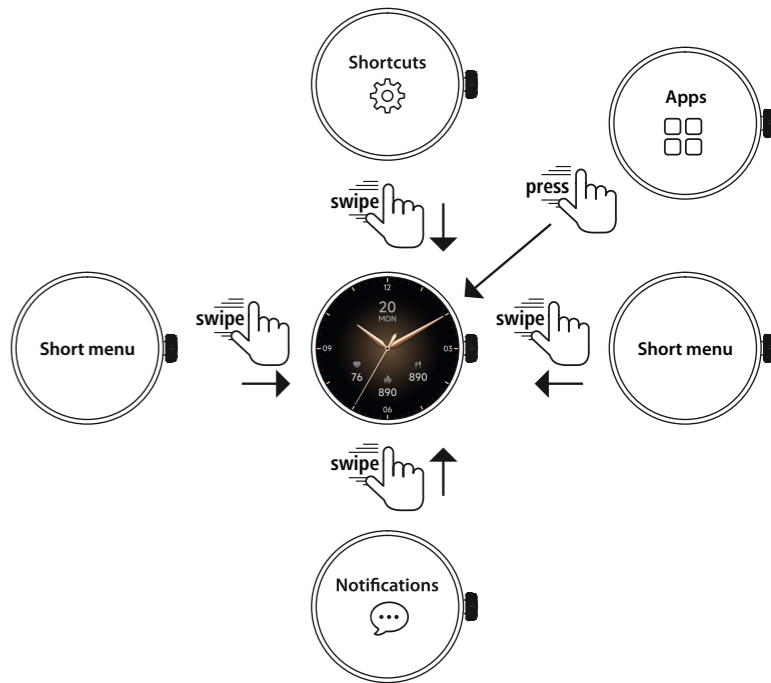 Shortcuts
Apps
swipe
press
Short menu
swipe
12
20
MON
09
03
76
890
890
06
swipe
Short menu
swipe
Notifications